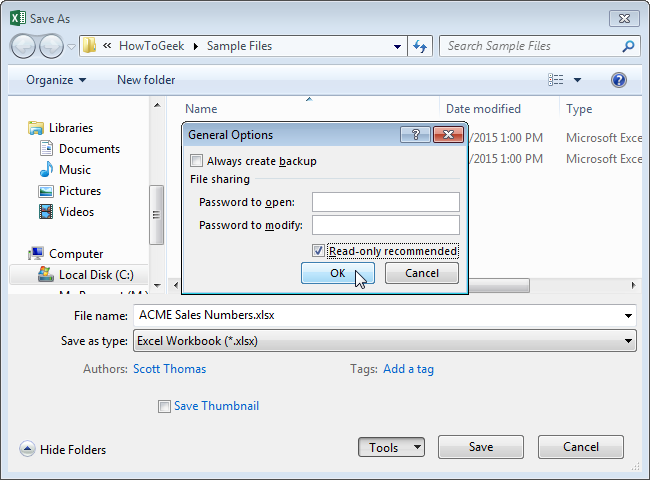 Save As
HowToGeek Sample Files Search Sample Files
Organize New folder
Name Date modified Type
Libraries
Documents
Music
Pictures
Videos
Computer
Local Disk (C:)
/2015 1:00 PM Microsoft Exce
/2015 1:00 PM Microsoft Exce
General Options
Always create backup
File sharing
Password to open:
Password to modify:
Read-only recommended
OK Cancel
File name: ACME Sales Numbers.xlsx
Save as type: Excel Workbook (*.xlsx)
Authors: Scott Thomas Tags: Add a tag
Save Thumbnail
Hide Folders Tools Save Cancel